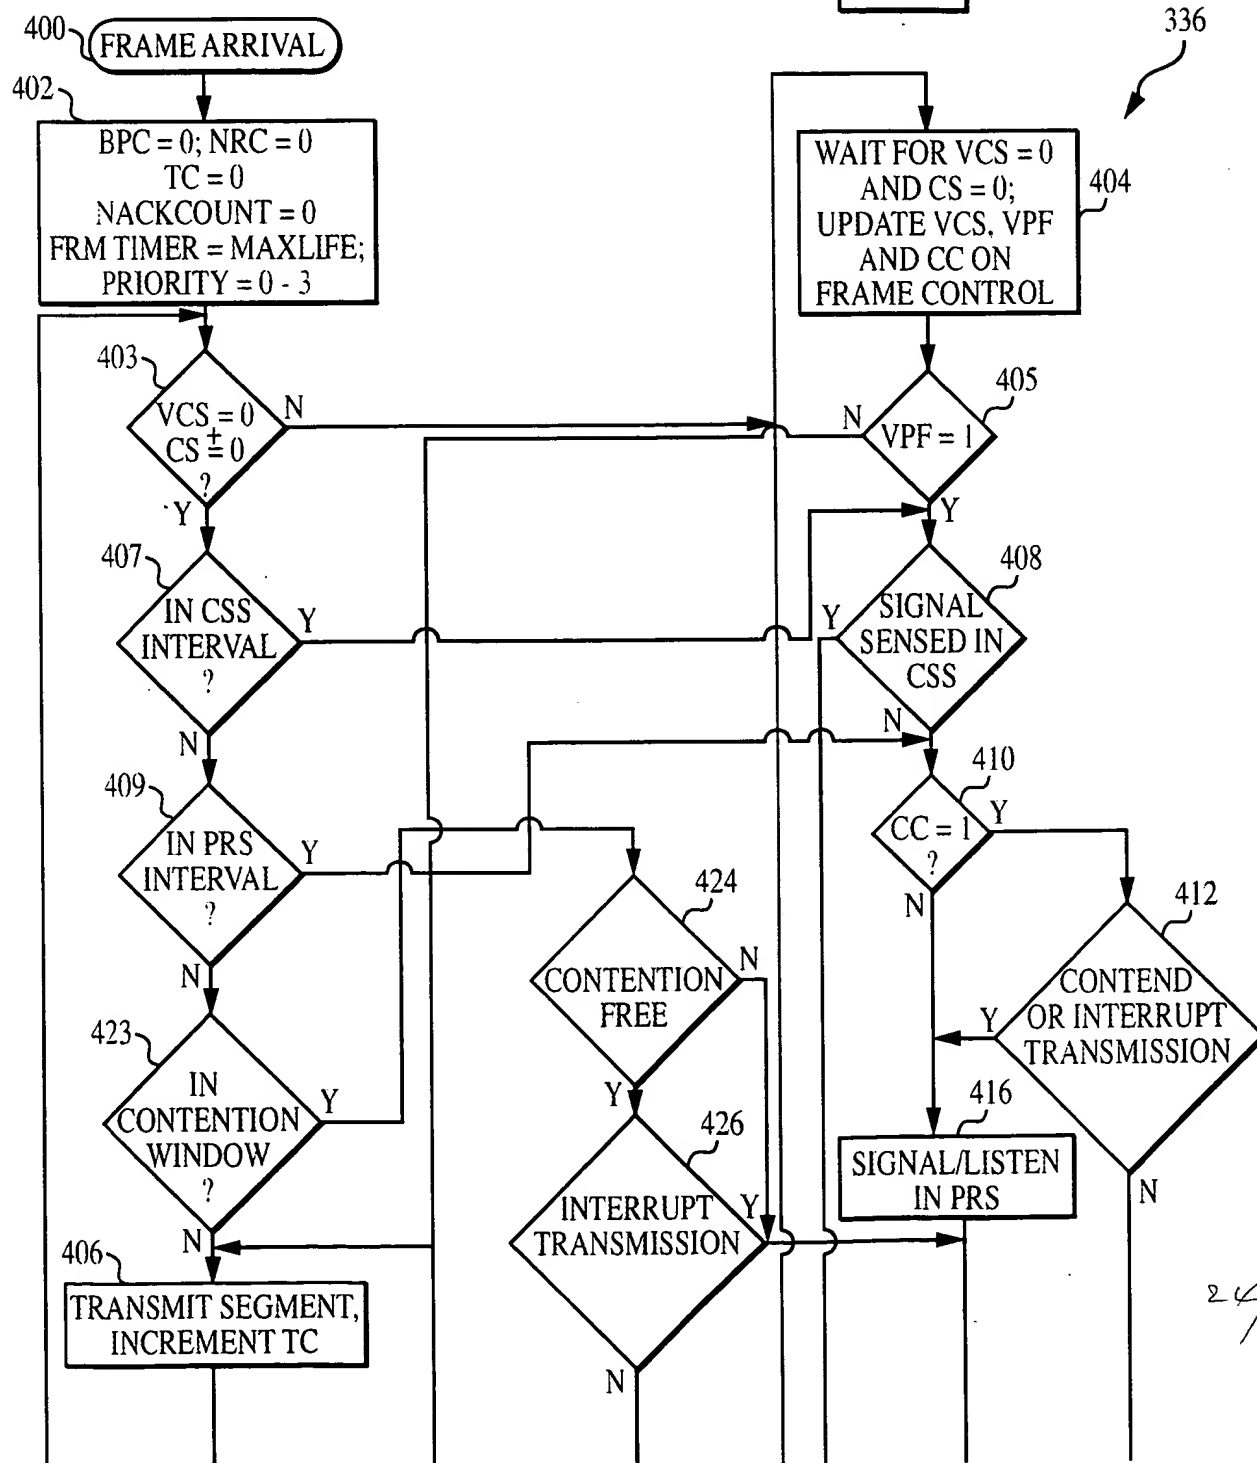 336
400
FRAME ARRIVAL
402
BPC = 0; NRC = 0
TC = 0
NACKCOUNT = 0
FRM TIMER = MAXLIFE;
PRIORITY = 0 - 3
WAIT FOR VCS = 0
AND CS = 0;
UPDATE VCS, VPF
AND CC ON
FRAME CONTROL
404
403
VCS = 0
±
CS = 0
?
N
Y
405
VPF = 1
N
Y
407
IN CSS
INTERVAL
?
Y
N
408
SIGNAL
SENSED IN
CSS
Y
N
409
IN PRS
INTERVAL
?
Y
N
410
CC = 1
?
Y
N
424
CONTENTION
FREE
N
Y
412
CONTEND
OR INTERRUPT
TRANSMISSION
Y
N
423
IN
CONTENTION
WINDOW
?
Y
N
426
INTERRUPT
TRANSMISSION
Y
N
416
SIGNAL/LISTEN
IN PRS
406
TRANSMIT SEGMENT,
INCREMENT TC